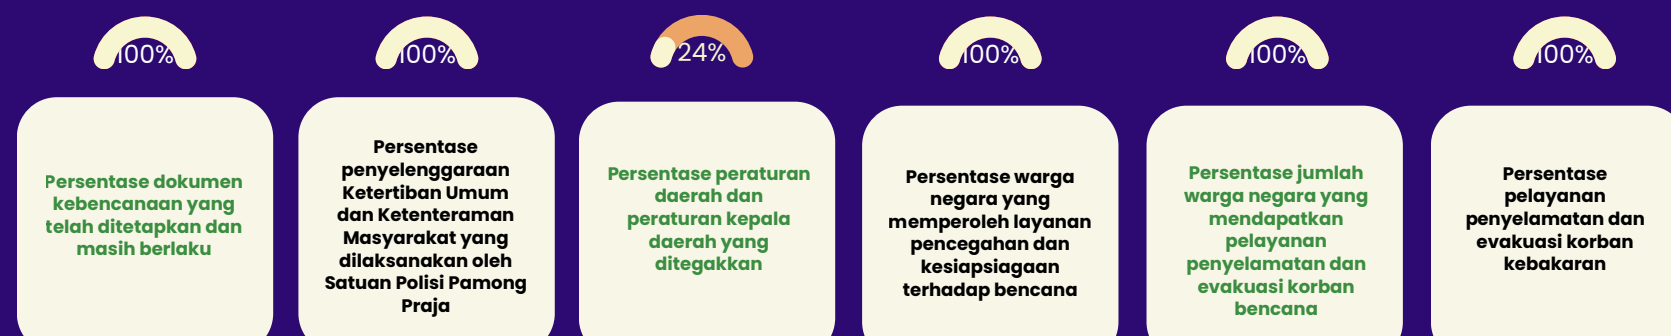 100%
Persentase dokumen
kebencanaan yang
telah ditetapkan dan
masih berlaku
100%
Persentase
penyelenggaraan
Ketertiban Umum
dan Ketenteraman
Masyarakat yang
dilaksanakan oleh
Satuan Polisi Pamong
Praja
24%
Persentase peraturan
daerah dan
peraturan kepala
daerah yang
ditegakkan
100%
Persentase warga
negara yang
memperoleh layanan
pencegahan dan
kesiapsiagaan
terhadap bencana
100%
Persentase jumlah
warga negara yang
mendapatkan
pelayanan
penyelamatan dan
evakuasi korban
bencana
100%
Persentase
pelayanan
penyelamatan dan
evakuasi korban
kebakaran